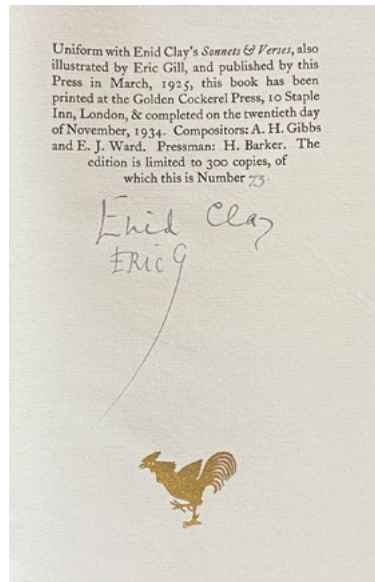 Uniform with Enid Clay's Sonnets & Verses, also
illustrated by Eric Gill, and published by this
Press in March, 1925, this book has been
printed at the Golden Cockerel Press, 10 Staple
Inn, London, & completed on the twentieth day
of November, 1934. Compositors: A. H. Gibbs
and E. J. Ward. Pressman: H. Barker. The
edition is limited to 300 copies, of
which this is Number 73.
Enid Clay
ERIC G